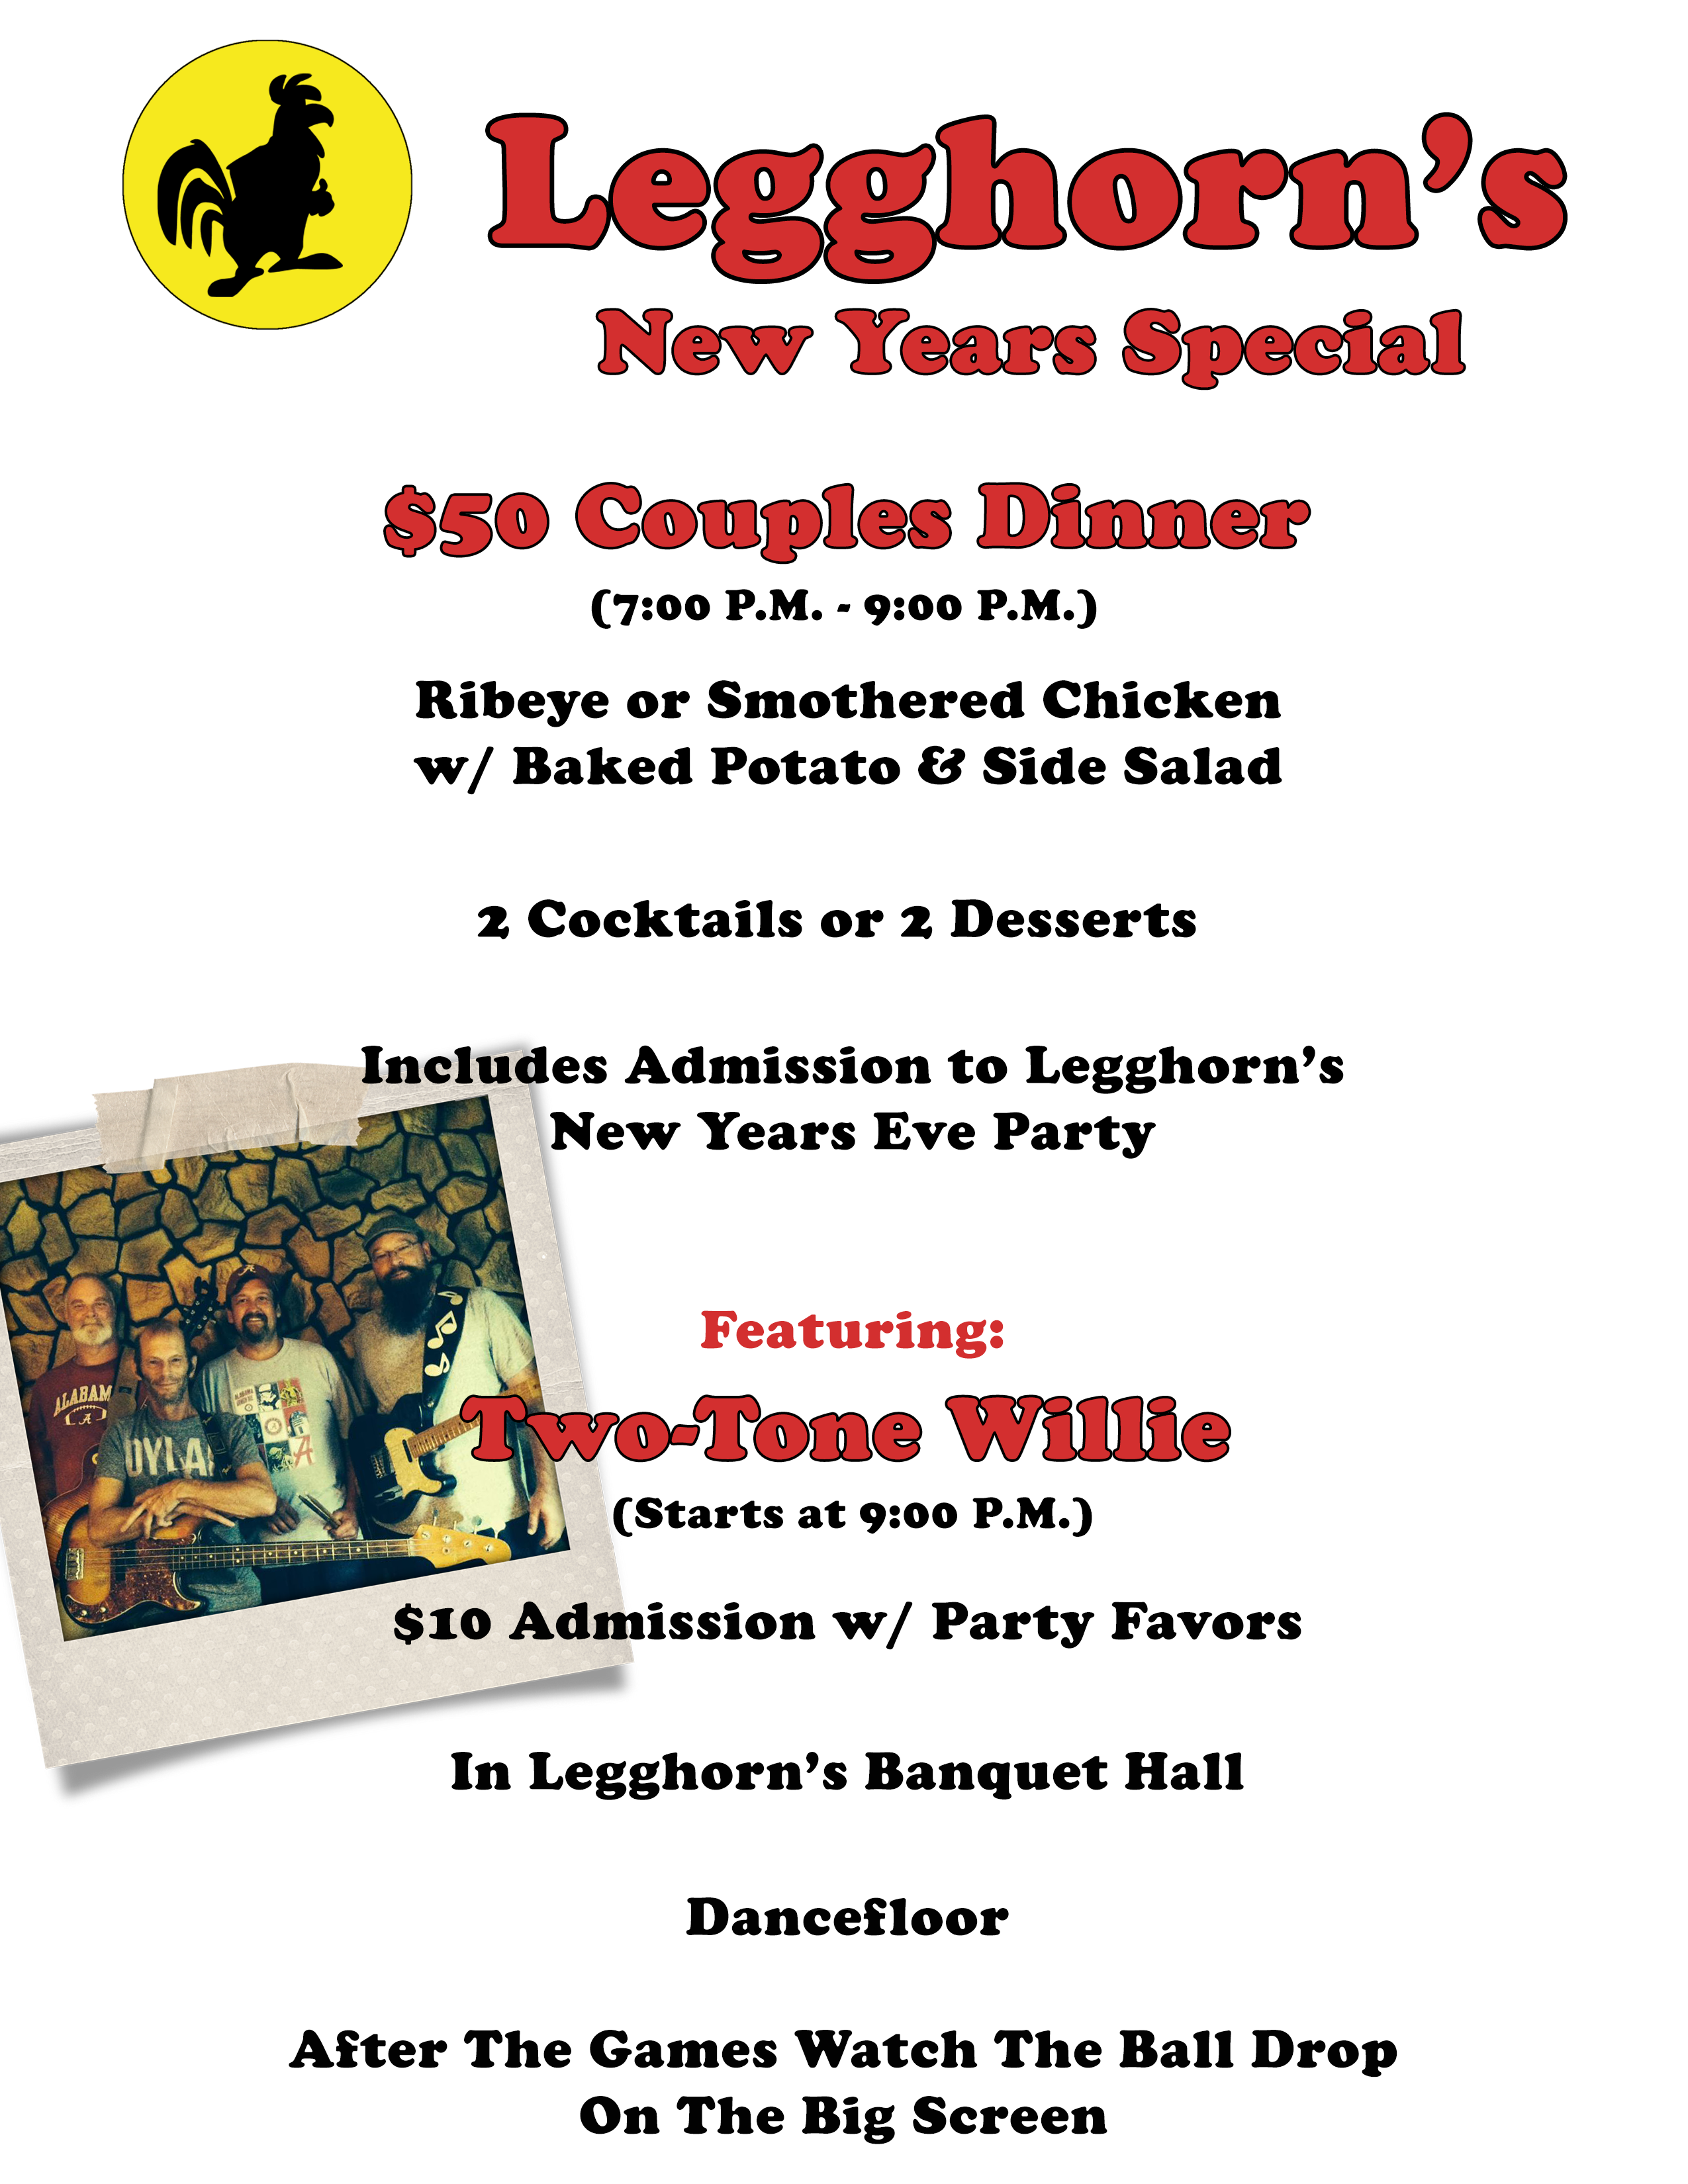 Legghorn’s
New Years Special
$50 Couples Dinner
(7:00 P.M. - 9:00 P.M.)
Ribeye or Smothered Chicken
w/ Baked Potato & Side Salad
2 Cocktails or 2 Desserts
Includes Admission to Legghorn’s
New Years Eve Party
Featuring:
Two-Tone Willie
(Starts at 9:00 P.M.)
ALABAM
A
DYLA
A
$10 Admission w/ Party Favors
In Legghorn’s Banquet Hall
Dancefloor
After The Games Watch The Ball Drop
On The Big Screen